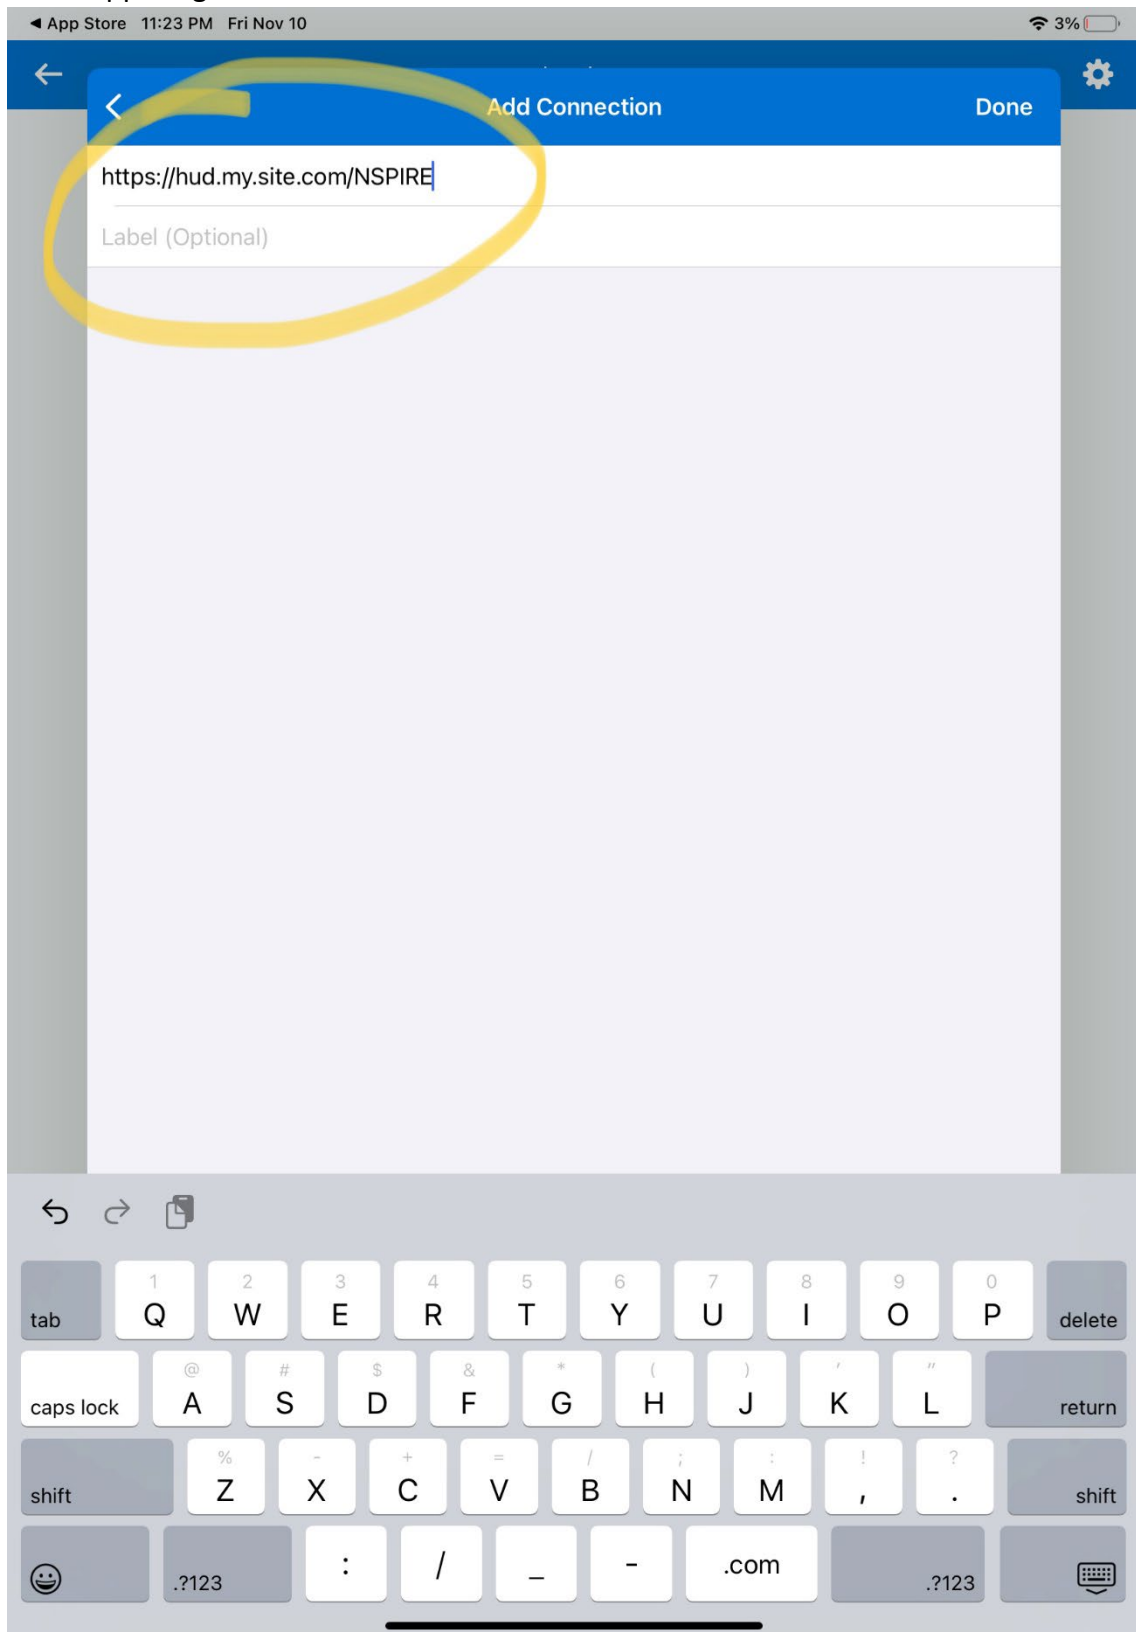 ◀ App Store 11:23 PM Fri Nov 10 3%
Add Connection Done
https://hud.my.site.com/NSPIRE
Label (Optional)
1 2 3 4 5 6 7 8 9 0
tab Q W E R T Y U I O P delete
@ # $ & * ( ) ' "
caps lock A S D F G H J K L return
% - + = / ; : ! ?
shift Z X C V B N M , . shift
.?123 : / _ - .com .?123